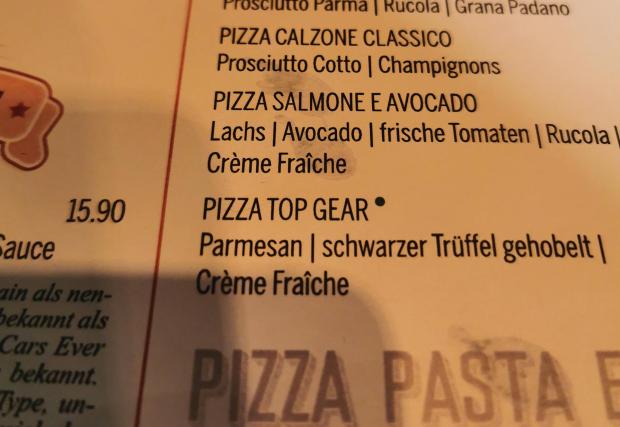 Prosciutto Parma | Rucola | Grana Padano
PIZZA CALZONE CLASSICO
Prosciutto Cotto | Champignons
PIZZA SALMONE E AVOCADO
Lachs | Avocado | frische Tomaten | Rucola |
Crème Fraîche
PIZZA TOP GEAR •
Parmesan | schwarzer Trüffel gehobelt |
Crème Fraîche
PIZZA PASTA
15.90
Sauce
als nen-
bekannt als
Cars Ever
bekannt.
Type, un-